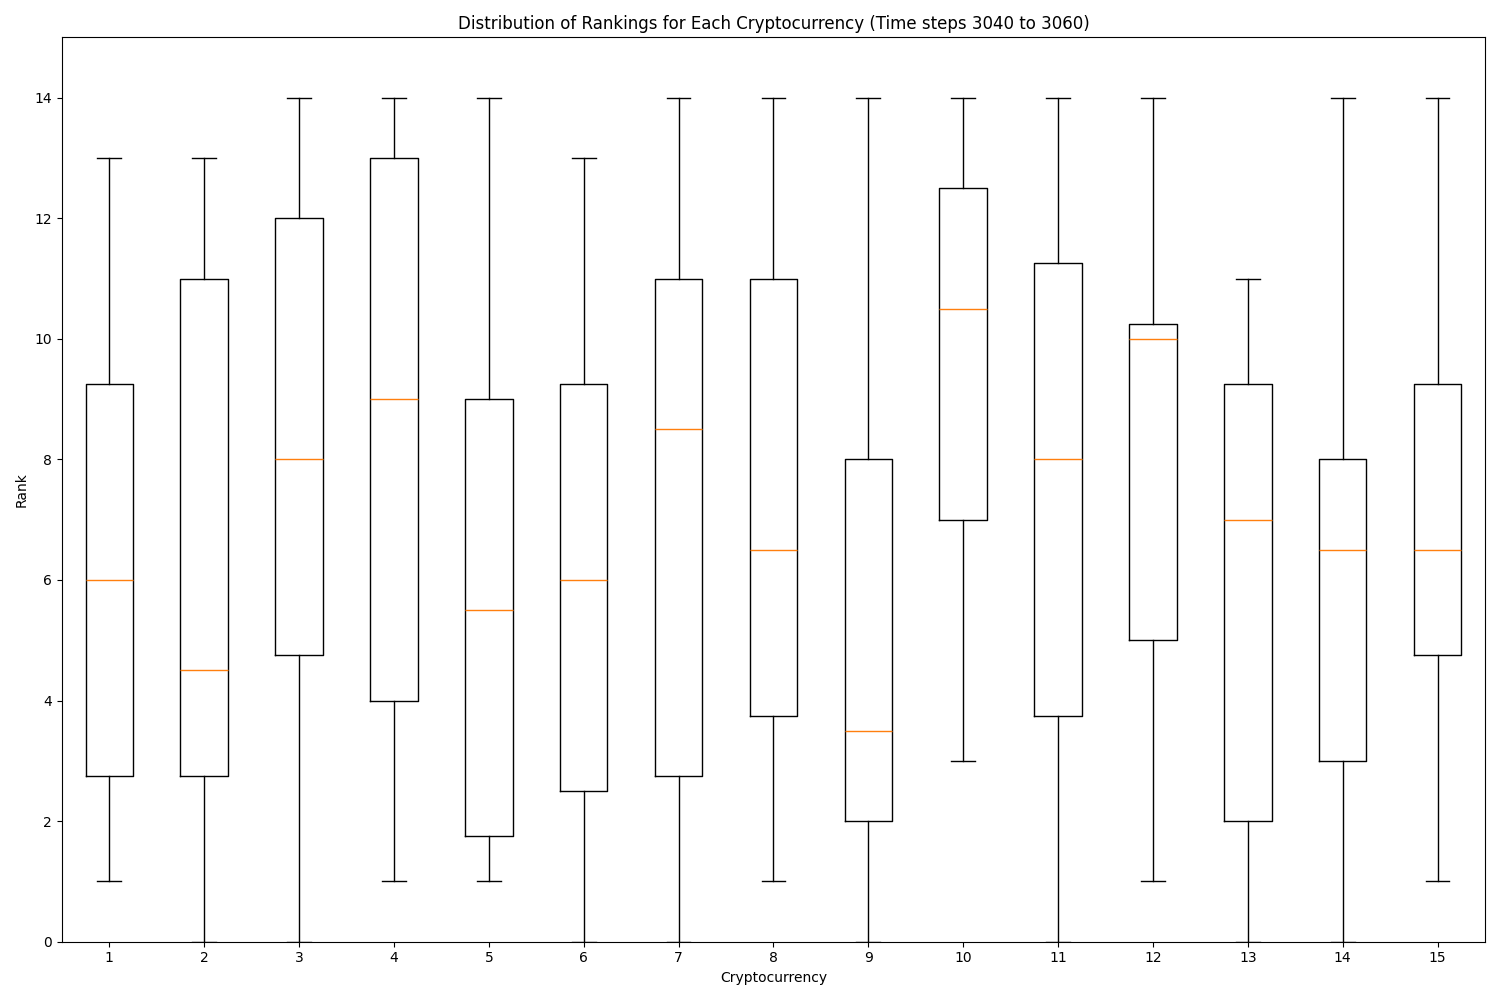 Distribution of Rankings for Each Cryptocurrency (Time steps 3040 to 3060)
14
12
10
8
6
4
2
0
Rank
1 2 3 4 5 6 7 8 9 10 11 12 13 14 15
Cryptocurrency